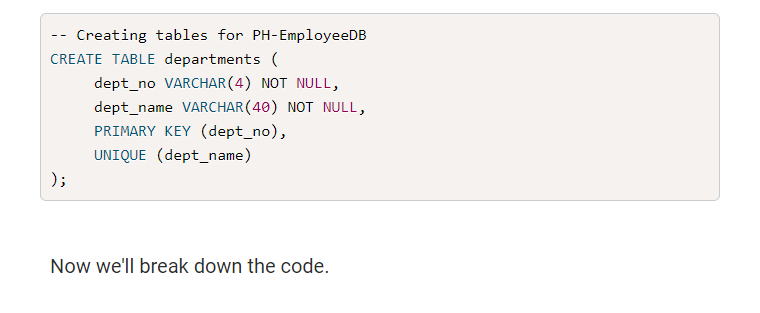 -- Creating tables for PH-EmployeeDB
CREATE TABLE departments (
     dept_no VARCHAR(4) NOT NULL,
     dept_name VARCHAR(40) NOT NULL,
     PRIMARY KEY (dept_no),
     UNIQUE (dept_name)
);
Now we'll break down the code.